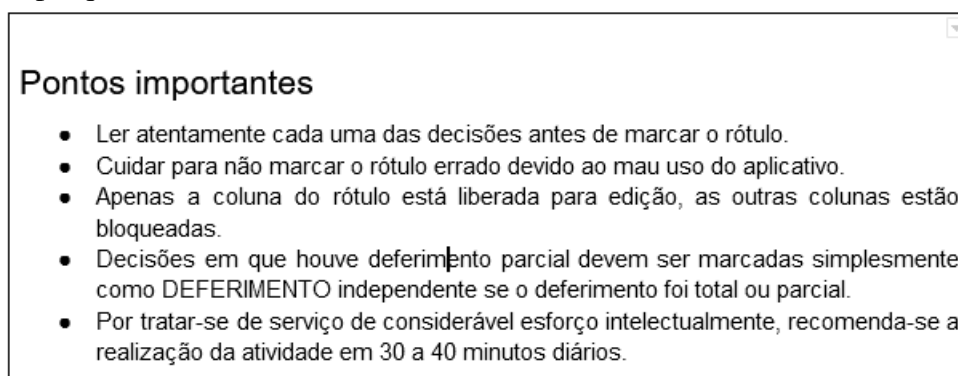 Pontos importantes
● Ler atentamente cada uma das decisões antes de marcar o rótulo.
● Cuidar para não marcar o rótulo errado devido ao mau uso do aplicativo.
● Apenas a coluna do rótulo está liberada para edição, as outras colunas estão
bloqueadas.
● Decisões em que houve deferimento parcial devem ser marcadas simplesmente
como DEFERIMENTO independente se o deferimento foi total ou parcial.
● Por tratar-se de serviço de considerável esforço intelectualmente, recomenda-se a
realização da atividade em 30 a 40 minutos diários.